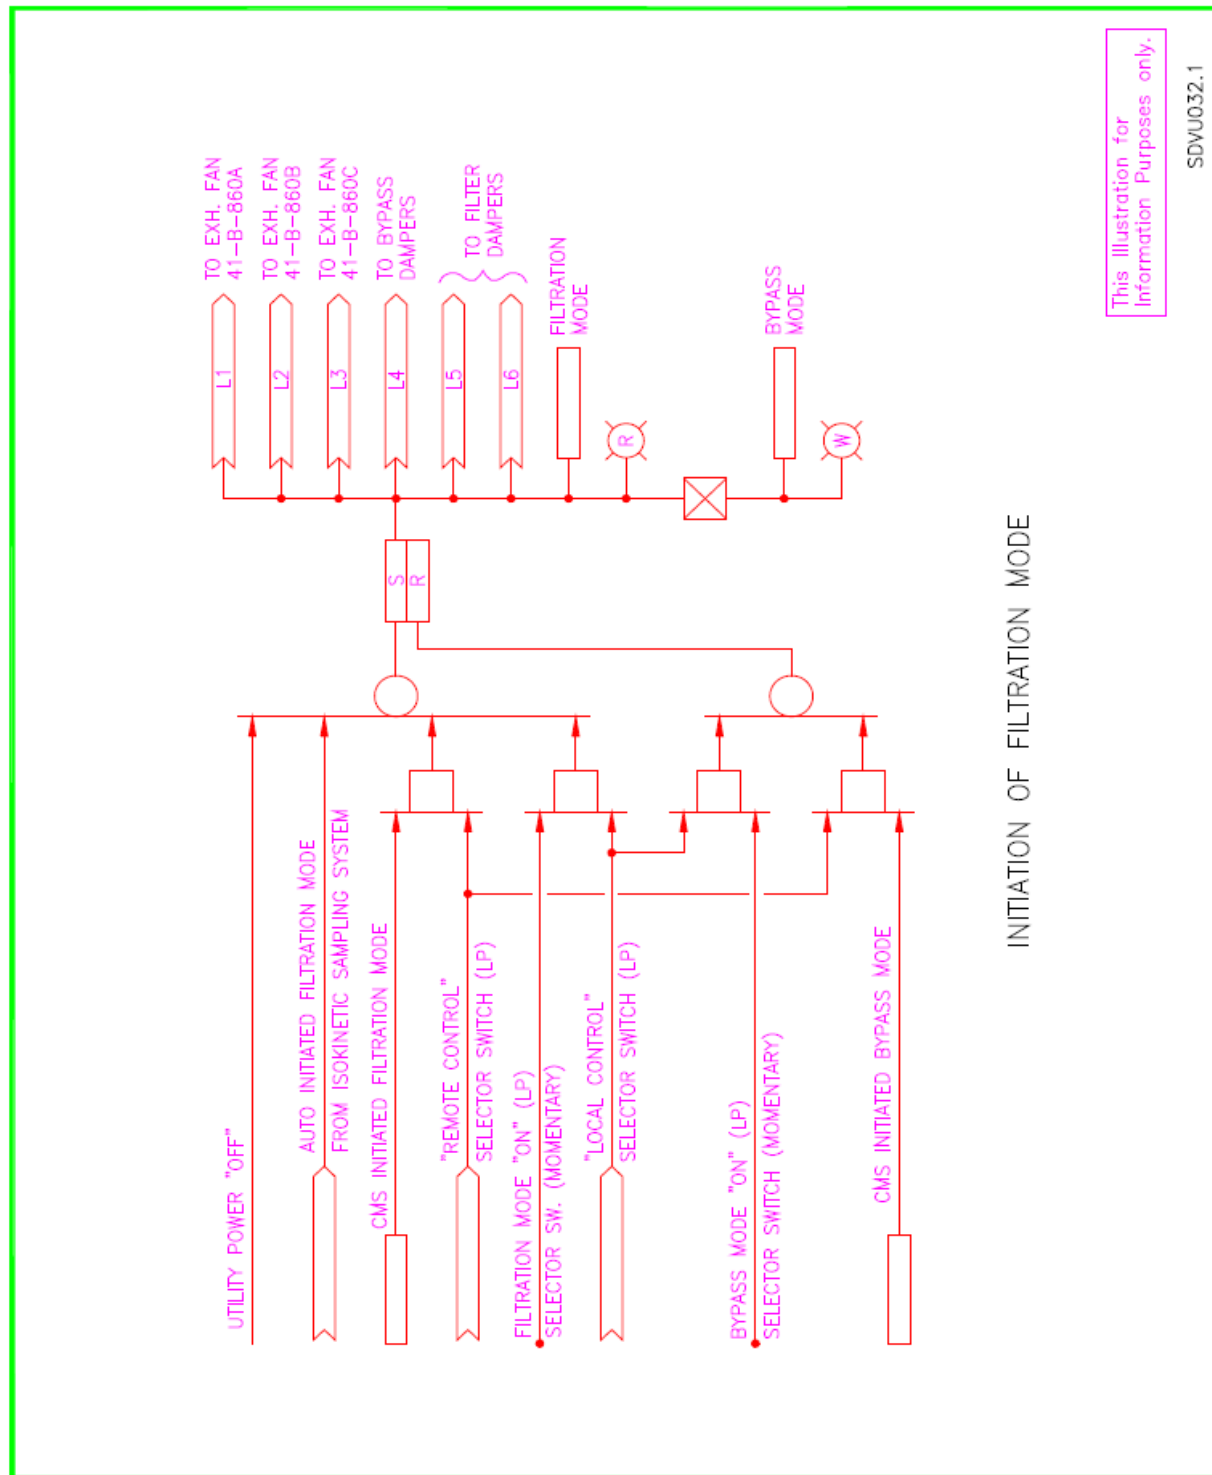 UTILITY POWER "OFF"
AUTO INITIATED FILTRATION MODE
FROM ISOKINETIC SAMPLING SYSTEM
CMS INITIATED FILTRATION MODE
"REMOTE CONTROL"
SELECTOR SWITCH (LP)
FILTRATION MODE "ON" (LP)
SELECTOR SW. (MOMENTARY)
"LOCAL CONTROL"
SELECTOR SWITCH (LP)
BYPASS MODE "ON" (LP)
SELECTOR SWITCH (MOMENTARY)
CMS INITIATED BYPASS MODE
S
R
L1
TO EXH. FAN
41-B-860A
L2
TO EXH. FAN
41-B-860B
L3
TO EXH. FAN
41-B-860C
L4
TO BYPASS
DAMPERS
L5
L6
TO FILTER
DAMPERS
FILTRATION
MODE
R
BYPASS
MODE
W
INITIATION OF FILTRATION MODE
This Illustration for
Information Purposes only.
SDVU032.1